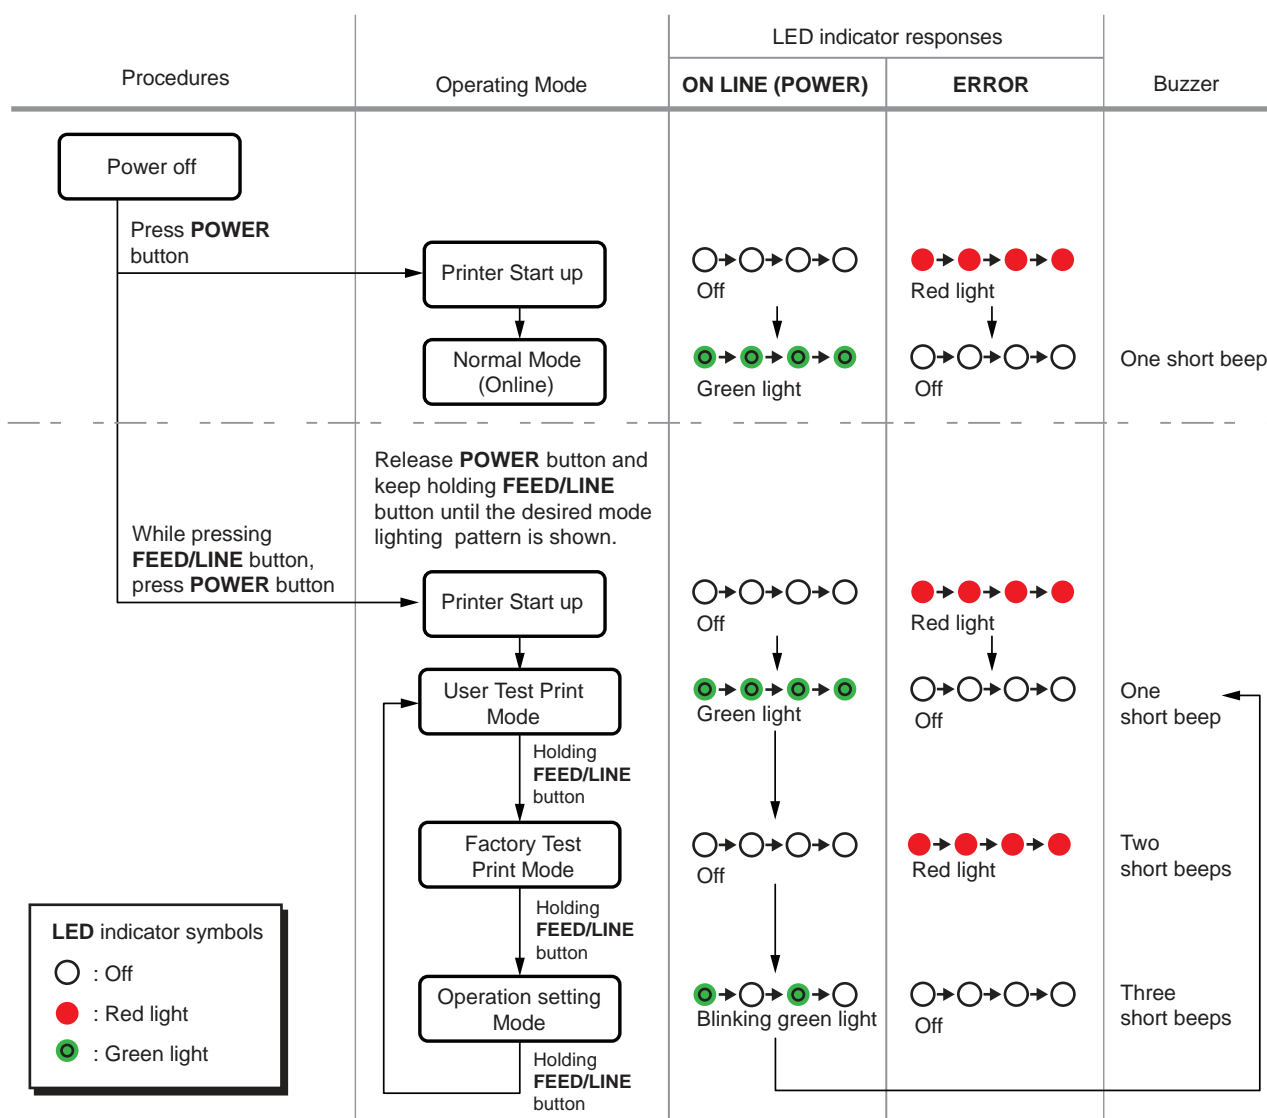 LED indicator responses
Procedures
Operating Mode
ON LINE (POWER)
ERROR
Buzzer
Power off
Press POWER
button
Printer Start up
Off
Red light
Normal Mode
(Online)
Green light
Off
One short beep
Release POWER button and
keep holding FEED/LINE
button until the desired mode
lighting pattern is shown.
While pressing
FEED/LINE button,
press POWER button
Printer Start up
Off
Red light
User Test Print
Mode
Green light
Off
One
short beep
Holding
FEED/LINE
button
Factory Test
Print Mode
Off
Red light
Two
short beeps
Holding
FEED/LINE
button
Operation setting
Mode
Blinking green light
Off
Three
short beeps
Holding
FEED/LINE
button
LED indicator symbols
: Off
: Red light
: Green light